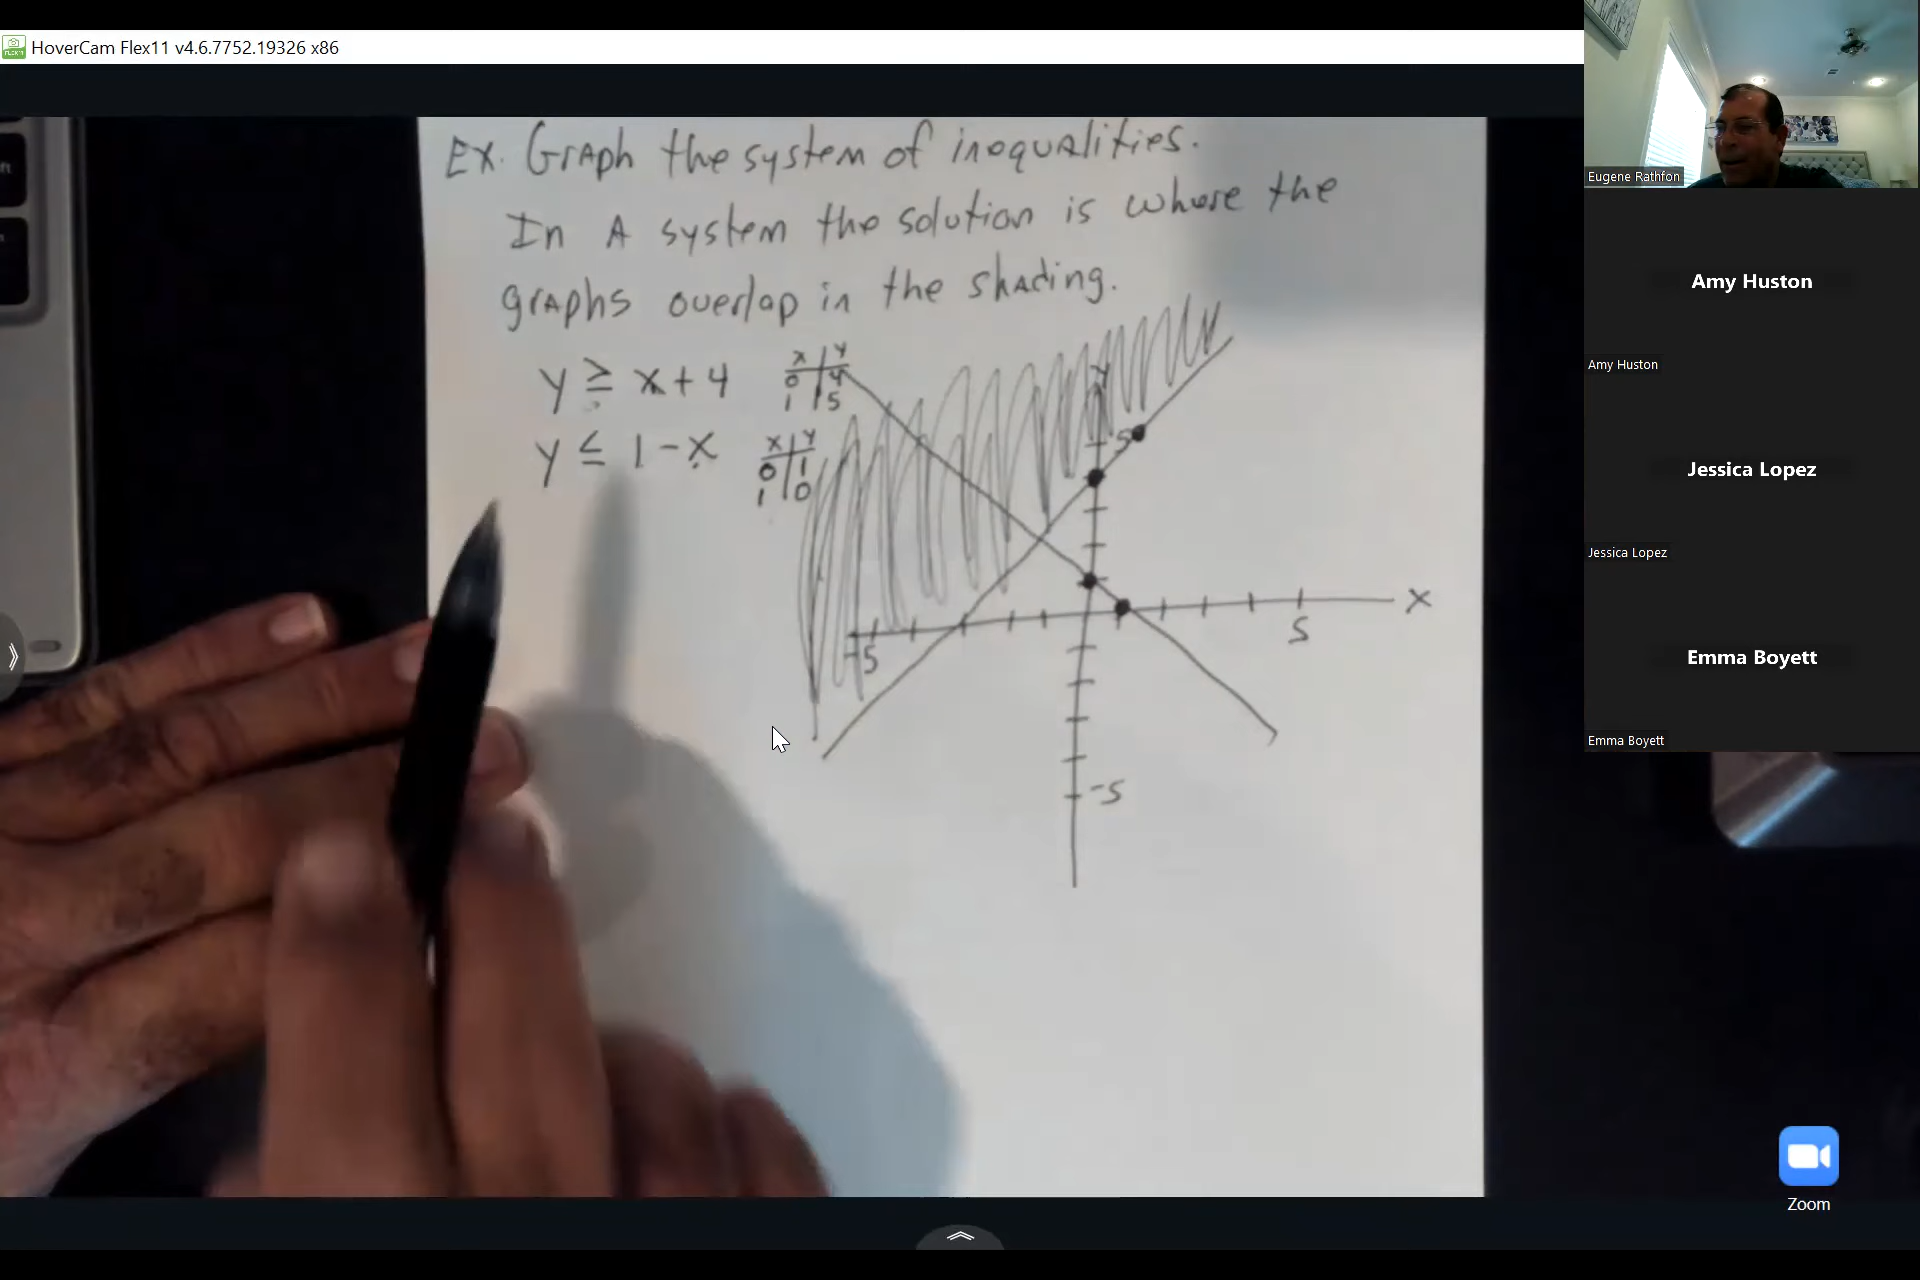 HoverCam Flex11 v4.6.7752.19326 x86
Ex. Graph the system of inequalities.
In A system the solution is where the
graphs overlap in the shading.
y ≥ x + 4
x y
0 4
1 5
y ≤ 1 - x
x y
0 1
1 0
y
5
-5
5
x
-5
Eugene Rathfon
Amy Huston
Amy Huston
Jessica Lopez
Jessica Lopez
Emma Boyett
Emma Boyett
Zoom